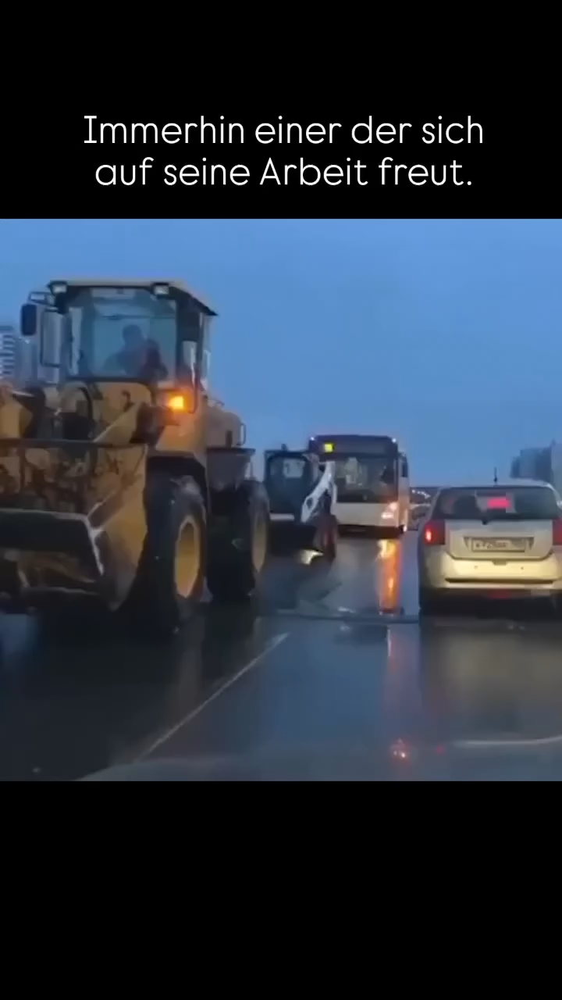 Immerhin einer der sich
auf seine Arbeit freut.